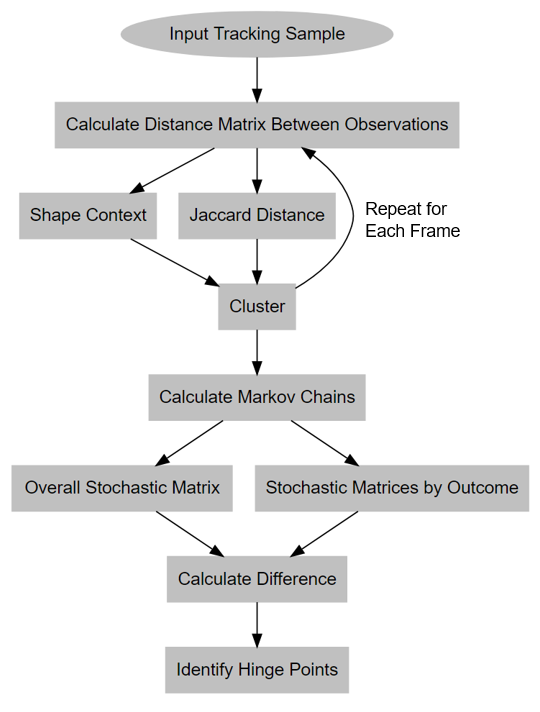 Input Tracking Sample
Calculate Distance Matrix Between Observations
Shape Context
Jaccard Distance
Repeat for
Each Frame
Cluster
Calculate Markov Chains
Overall Stochastic Matrix
Stochastic Matrices by Outcome
Calculate Difference
Identify Hinge Points